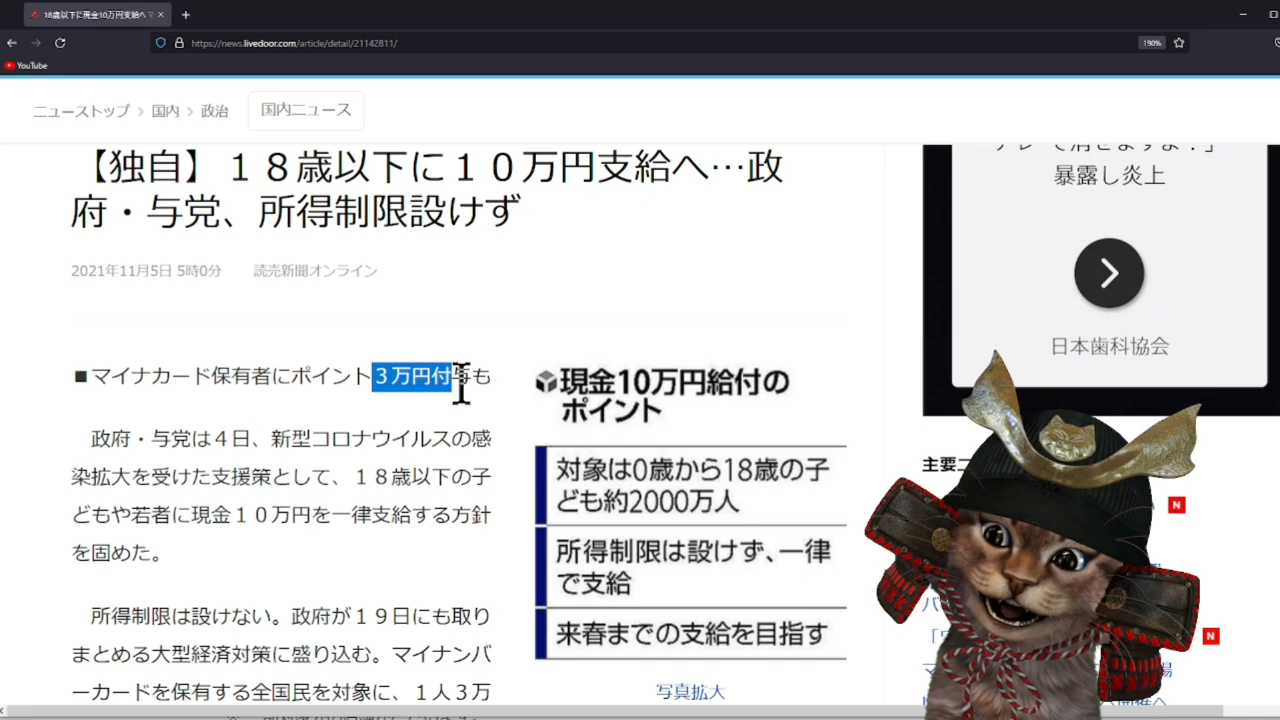 18歳以下に現金10万円支給へ
https://news.livedoor.com/article/detail/21142811/
190%
YouTube
ニューストップ > 国内 > 政治
国内ニュース
【独自】１８歳以下に１０万円支給へ…政
府・与党、所得制限設けず
2021年11月5日 5時0分 読売新聞オンライン
■マイナカード保有者にポイント３万円付与も
政府・与党は４日、新型コロナウイルスの感
染拡大を受けた支援策として、１８歳以下の子
どもや若者に現金１０万円を一律支給する方針
を固めた。
所得制限は設けない。政府が１９日にも取り
まとめる大型経済対策に盛り込む。マイナンバ
ーカードを保有する全国民を対象に、１人３万
現金10万円給付の
ポイント
対象は0歳から18歳の子
ども約2000万人
所得制限は設けず、一律
で支給
来春までの支給を目指す
写真拡大
暴露し炎上
日本歯科協会
主要
N
N